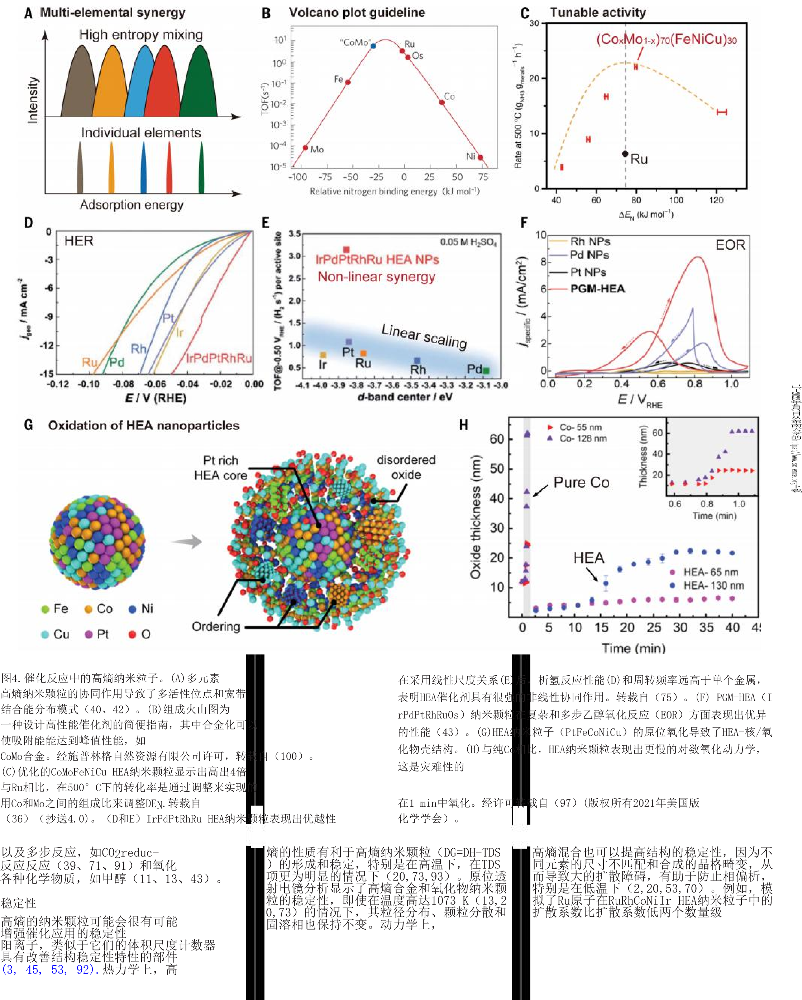 A Multi-elemental synergy
High entropy mixing
Intensity
Individual elements
Adsorption energy
B Volcano plot guideline
TOF(s⁻¹)
10¹
10⁰
10⁻¹
10⁻²
10⁻³
10⁻⁴
10⁻⁵
"CoMo"
Ru
Os
Fe
Co
Mo
Ni
-100 -75 -50 -25 0 25 50 75
Relative nitrogen binding energy (kJ mol⁻¹)
C Tunable activity
(CoxMo1-x)70(FeNiCu)30
Rate at 500 °C (gNH3 gmetals⁻¹ h⁻¹)
30
20
10
0
Ru
40 60 80 100 120
ΔEN (kJ mol⁻¹)
D
HER
jgeo / mA cm⁻²
0
-3
-6
-9
-12
-15
Pt
Ir
Rh
Ru Pd IrPdPtRhRu
-0.12 -0.10 -0.08 -0.06 -0.04 -0.02 0.00
E / V (RHE)
E
TOF@-0.50 VRHE / (H2 s⁻¹) per active site
3.5
3.0
2.5
2.0
1.5
1.0
0.5
0.05 M H2SO4
IrPdPtRhRu HEA NPs
Non-linear synergy
Linear scaling
Ir Pt Ru Rh Pd
-4.1 -4.0 -3.9 -3.8 -3.7 -3.6 -3.5 -3.4 -3.3 -3.2 -3.1 -3.0
d-band center / eV
F
jspecific / (mA/cm²)
10
8
6
4
2
0
Rh NPs
Pd NPs
Pt NPs
PGM-HEA
EOR
0.0 0.2 0.4 0.6 0.8 1.0
E / VRHE
G Oxidation of HEA nanoparticles
Pt rich
HEA core
disordered
oxide
Ordering
Fe Co Ni
Cu Pt O
H
Oxide thickness (nm)
60
50
40
30
20
10
Co- 55 nm
Co- 128 nm
Pure Co
HEA
HEA- 65 nm
HEA- 130 nm
0 5 10 15 20 25 30 35 40
Time (min)
Thickness (nm)
60
40
20
0.6 0.8 1.0
Time (min)
图4.催化反应中的高熵纳米粒子。(A)多元素
高熵纳米颗粒的协同作用导致了多活性位点和宽带
结合能分布模式（40、42）。(B)组成火山图为
一种设计高性能催化剂的简便指南，其中合金化可以
使吸附能能达到峰值性能，如
CoMo合金。经施普林格自然资源有限公司许可，转载自（100）。
(C)优化的CoMoFeNiCu HEA纳米颗粒显示出高出4倍
与Ru相比，在500° C下的转化率是通过调整来实现的
用Co和Mo之间的组成比来调整DEN.转载自
（36）（抄送4.0)。（D和E）IrPdPtRhRu HEA纳米颗粒表现出优越性
在采用线性尺度关系(E)后，析氢反应性能(D)和周转频率远高于单个金属，
表明HEA催化剂具有很强的非线性协同作用。转载自（75）。(F) PGM-HEA（I
rPdPtRhRuOs）纳米颗粒在复杂和多步乙醇氧化反应（EOR）方面表现出优异
的性能（43）。(G)HEA纳米粒子（PtFeCoNiCu）的原位氧化导致了HEA-核/氧
化物壳结构。(H)与纯Co相比，HEA纳米颗粒表现出更慢的对数氧化动力学，
这是灾难性的
在1 min中氧化。经许可转载自（97）(版权所有2021年美国版
化学学会）。
以及多步反应，如CO2reduc-
反应反应（39、71、91）和氧化
各种化学物质，如甲醇（11、13、43）。
稳定性
高熵的纳米颗粒可能会很有可能
增强催化应用的稳定性
阳离子，类似于它们的体积尺度计数器
具有改善结构稳定性特性的部件
(3, 45, 53, 92).热力学上，高
熵的性质有利于高熵纳米颗粒（DG=DH-TDS
）的形成和稳定，特别是在高温下，在TDS
项更为明显的情况下（20,73,93）。原位透
射电镜分析显示了高熵合金和氧化物纳米颗
粒的稳定性，即使在温度高达1073 K（13,2
0,73）的情况下，其粒径分布、颗粒分散和
固溶相也保持不变。动力学上，
高熵混合也可以提高结构的稳定性，因为不
同元素的尺寸不匹配和合成的晶格畸变，从
而导致大的扩散障碍，有助于防止相偏析，
特别是在低温下（2,20,53,70）。例如，模
拟了Ru原子在RuRhCoNiIr HEA纳米粒子中的
扩散系数比扩散系数低两个数量级